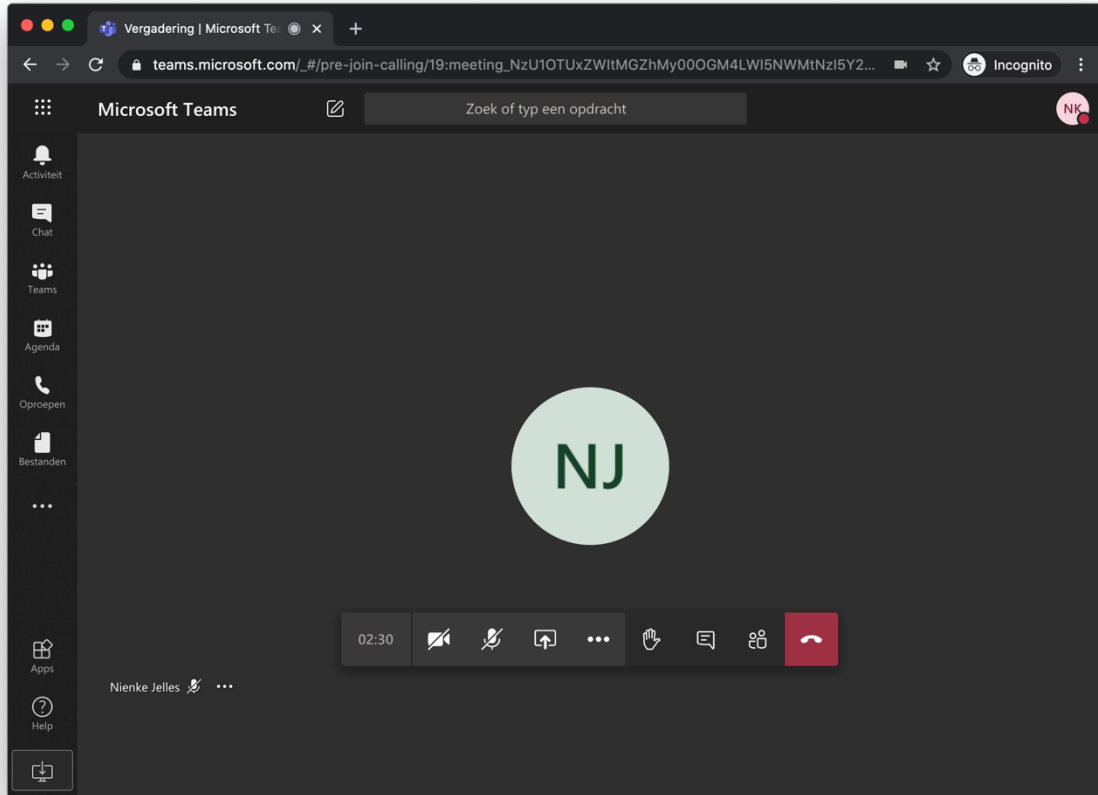 Vergadering | Microsoft Te
teams.microsoft.com/_#/pre-join-calling/19:meeting_NzU1OTUxZWItMGZhMy00OGM4LWI5NWMtNzI5Y2...
Incognito
Microsoft Teams
Zoek of typ een opdracht
NK
Activiteit
Chat
Teams
Agenda
Oproepen
Bestanden
NJ
02:30
Nienke Jelles
Apps
Help